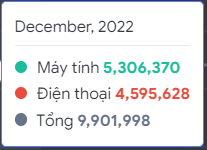 December, 2022
Máy tính 5,306,370
Điện thoại 4,595,628
Tổng 9,901,998